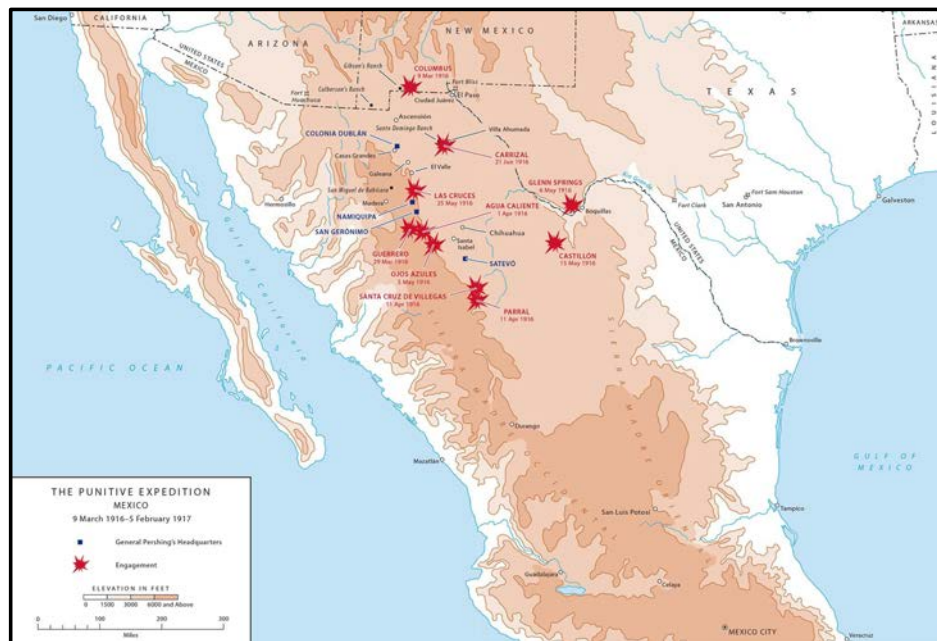 San Diego
CALIFORNIA
ARIZONA
NEW MEXICO
ARKANSAS
TEXAS
LOUISIANA
UNITED STATES
MEXICO
Gibson's Ranch
COLUMBUS
9 Mar 1916
Culberson's Ranch
Fort Bliss
El Paso
Fort Huachuca
Ciudad Juárez
Ascensión
Santo Domingo Ranch
Villa Ahumada
COLONIA DUBLÁN
CARRIZAL
21 Jun 1916
Casas Grandes
El Valle
Galeana
San Miguel de Babícora
LAS CRUCES
25 May 1916
GLENN SPRINGS
6 May 1916
Rio Grande
Fort Sam Houston
Fort Clark
San Antonio
Galveston
Madera
AGUA CALIENTE
1 Apr 1916
Boquillas
Hermosillo
NAMIQUIPA
SAN GERÓNIMO
Chihuahua
Santa
Isabel
UNITED STATES
MEXICO
GUERRERO
29 Mar 1916
SATEVÓ
CASTILLÓN
15 May 1916
OJOS AZULES
5 May 1916
SANTA CRUZ DE VILLEGAS
11 Apr 1916
PARRAL
11 Apr 1916
Gulf of California
Brownsville
PACIFIC OCEAN
SIERRA MADRE OCCIDENTAL
SIERRA MADRE ORIENTAL
Durango
Mazatlán
GULF OF
MEXICO
San Luis Potosí
Tampico
Guadalajara
Celaya
MEXICO CITY
Veracruz
THE PUNITIVE EXPEDITION
MEXICO
9 March 1916–5 February 1917
General Pershing's Headquarters
Engagement
ELEVATION IN FEET
0 1500 3000 6000 and Above
0 100 200 300
Miles